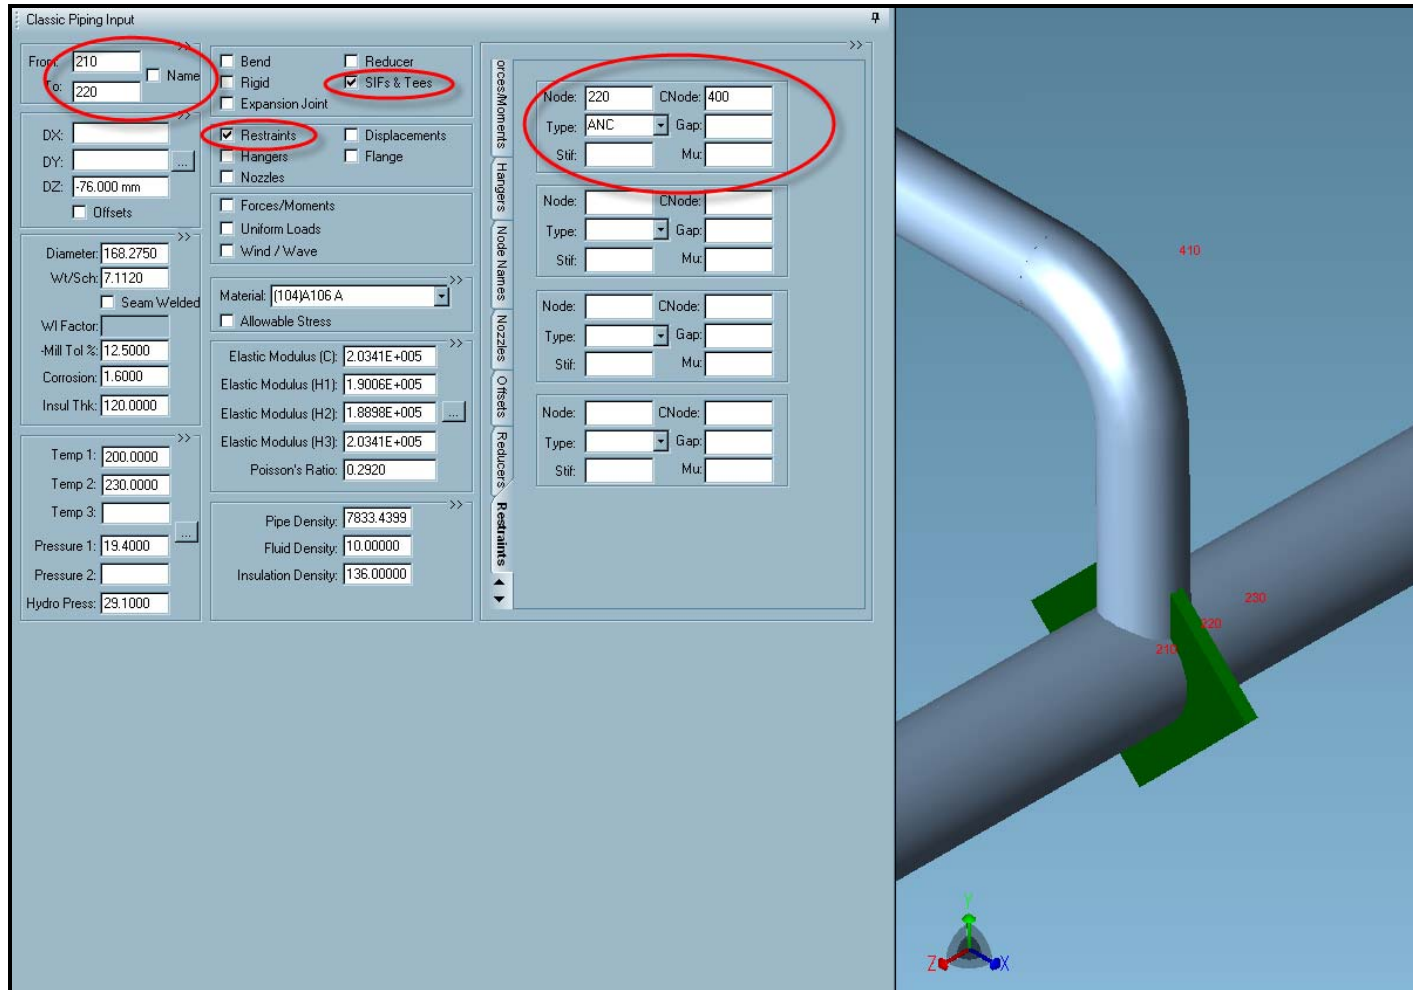 Classic Piping Input
>>
From: 210
Name
To: 220
>>
DX:
DY: ...
DZ: -76.000 mm
Offsets
>>
Diameter: 168.2750
Wt/Sch: 7.1120
Seam Welded
WI Factor:
-Mill Tol %: 12.5000
Corrosion: 1.6000
Insul Thk: 120.0000
>>
Temp 1: 200.0000
Temp 2: 230.0000
Temp 3:
...
Pressure 1: 19.4000
Pressure 2:
Hydro Press: 29.1000
Bend Reducer
Rigid SIFs & Tees
Expansion Joint
Restraints Displacements
Hangers Flange
Nozzles
Forces/Moments
Uniform Loads
Wind / Wave
>>
Material: (104)A106 A
Allowable Stress
>>
Elastic Modulus (C): 2.0341E+005
Elastic Modulus (H1): 1.9006E+005
Elastic Modulus (H2): 1.8898E+005 ...
Elastic Modulus (H3): 2.0341E+005
Poisson's Ratio: 0.2920
>>
Pipe Density: 7833.4399
Fluid Density: 10.00000
Insulation Density: 136.00000
orces/Moments
Hangers
Node Names
Nozzles
Offsets
Reducers
Restraints
>>
Node: 220 CNode: 400
Type: ANC Gap:
Stif: Mu:
Node: CNode:
Type: Gap:
Stif: Mu:
Node: CNode:
Type: Gap:
Stif: Mu:
Node: CNode:
Type: Gap:
Stif: Mu:
410
230
220
210
Y
Z X